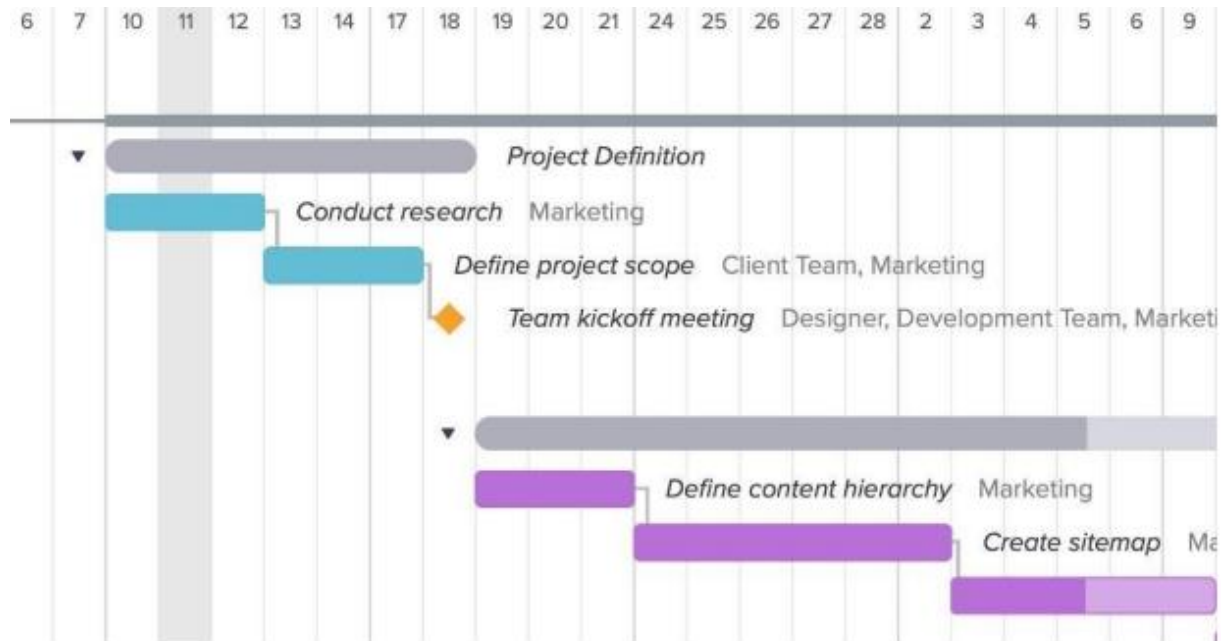 6 7 10 11 12 13 14 17 18 19 20 21 24 25 26 27 28 2 3 4 5 6 9
Project Definition
Conduct research Marketing
Define project scope Client Team, Marketing
Team kickoff meeting Designer, Development Team, Marketi
Define content hierarchy Marketing
Create sitemap Ma